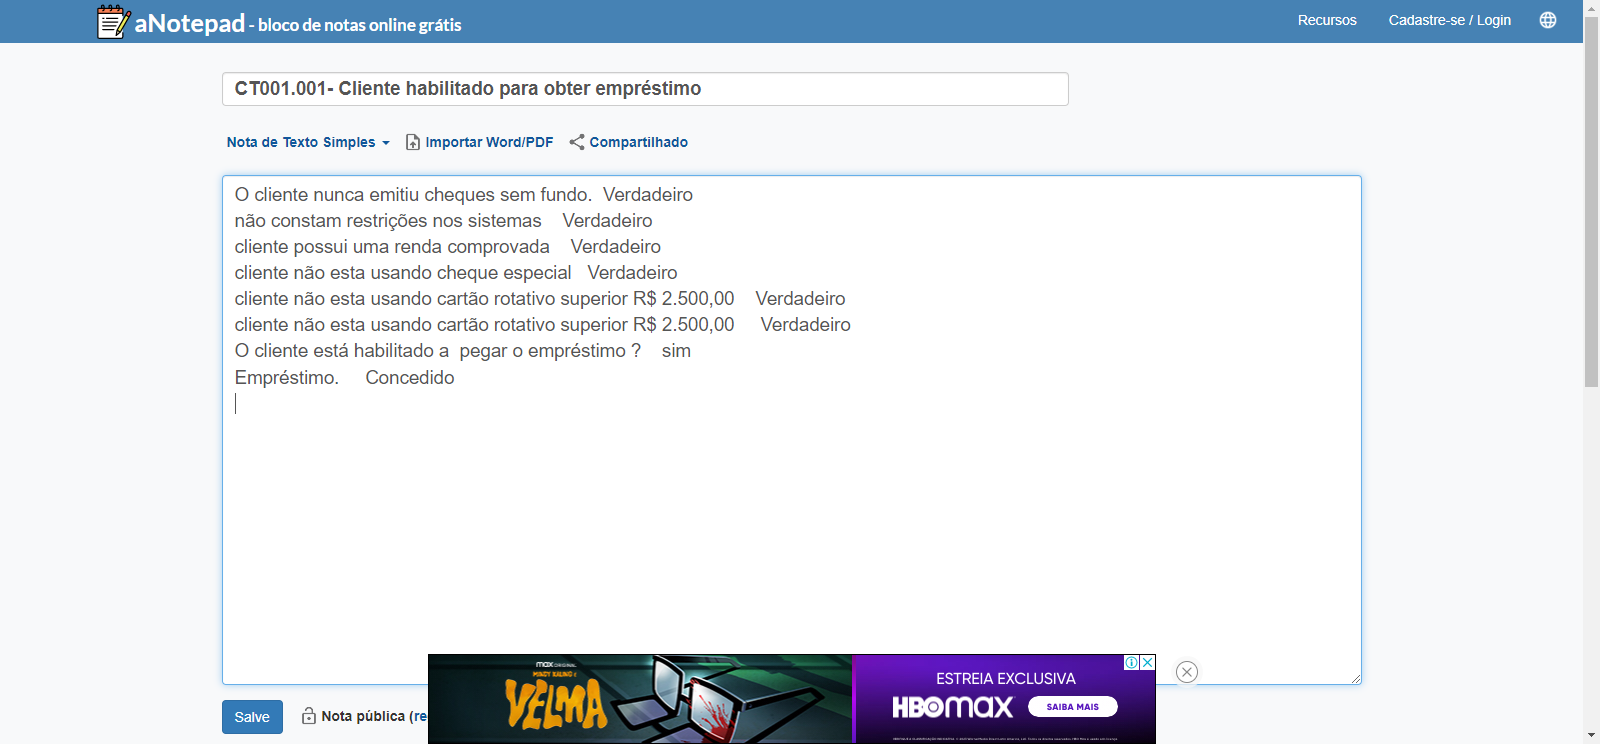 aNotepad - bloco de notas online grátis
Recursos
Cadastre-se / Login
CT001.001- Cliente habilitado para obter empréstimo
Nota de Texto Simples
Importar Word/PDF
Compartilhado
O cliente nunca emitiu cheques sem fundo.  Verdadeiro
não constam restrições nos sistemas    Verdadeiro
cliente possui uma renda comprovada    Verdadeiro
cliente não esta usando cheque especial   Verdadeiro
cliente não esta usando cartão rotativo superior R$ 2.500,00    Verdadeiro
cliente não esta usando cartão rotativo superior R$ 2.500,00     Verdadeiro
O cliente está habilitado a  pegar o empréstimo ?    sim
Empréstimo.     Concedido
max ORIGINAL
MINDY KALING É
VELMA
ESTREIA EXCLUSIVA
HBOMAX
SAIBA MAIS
Salve
Nota pública (re